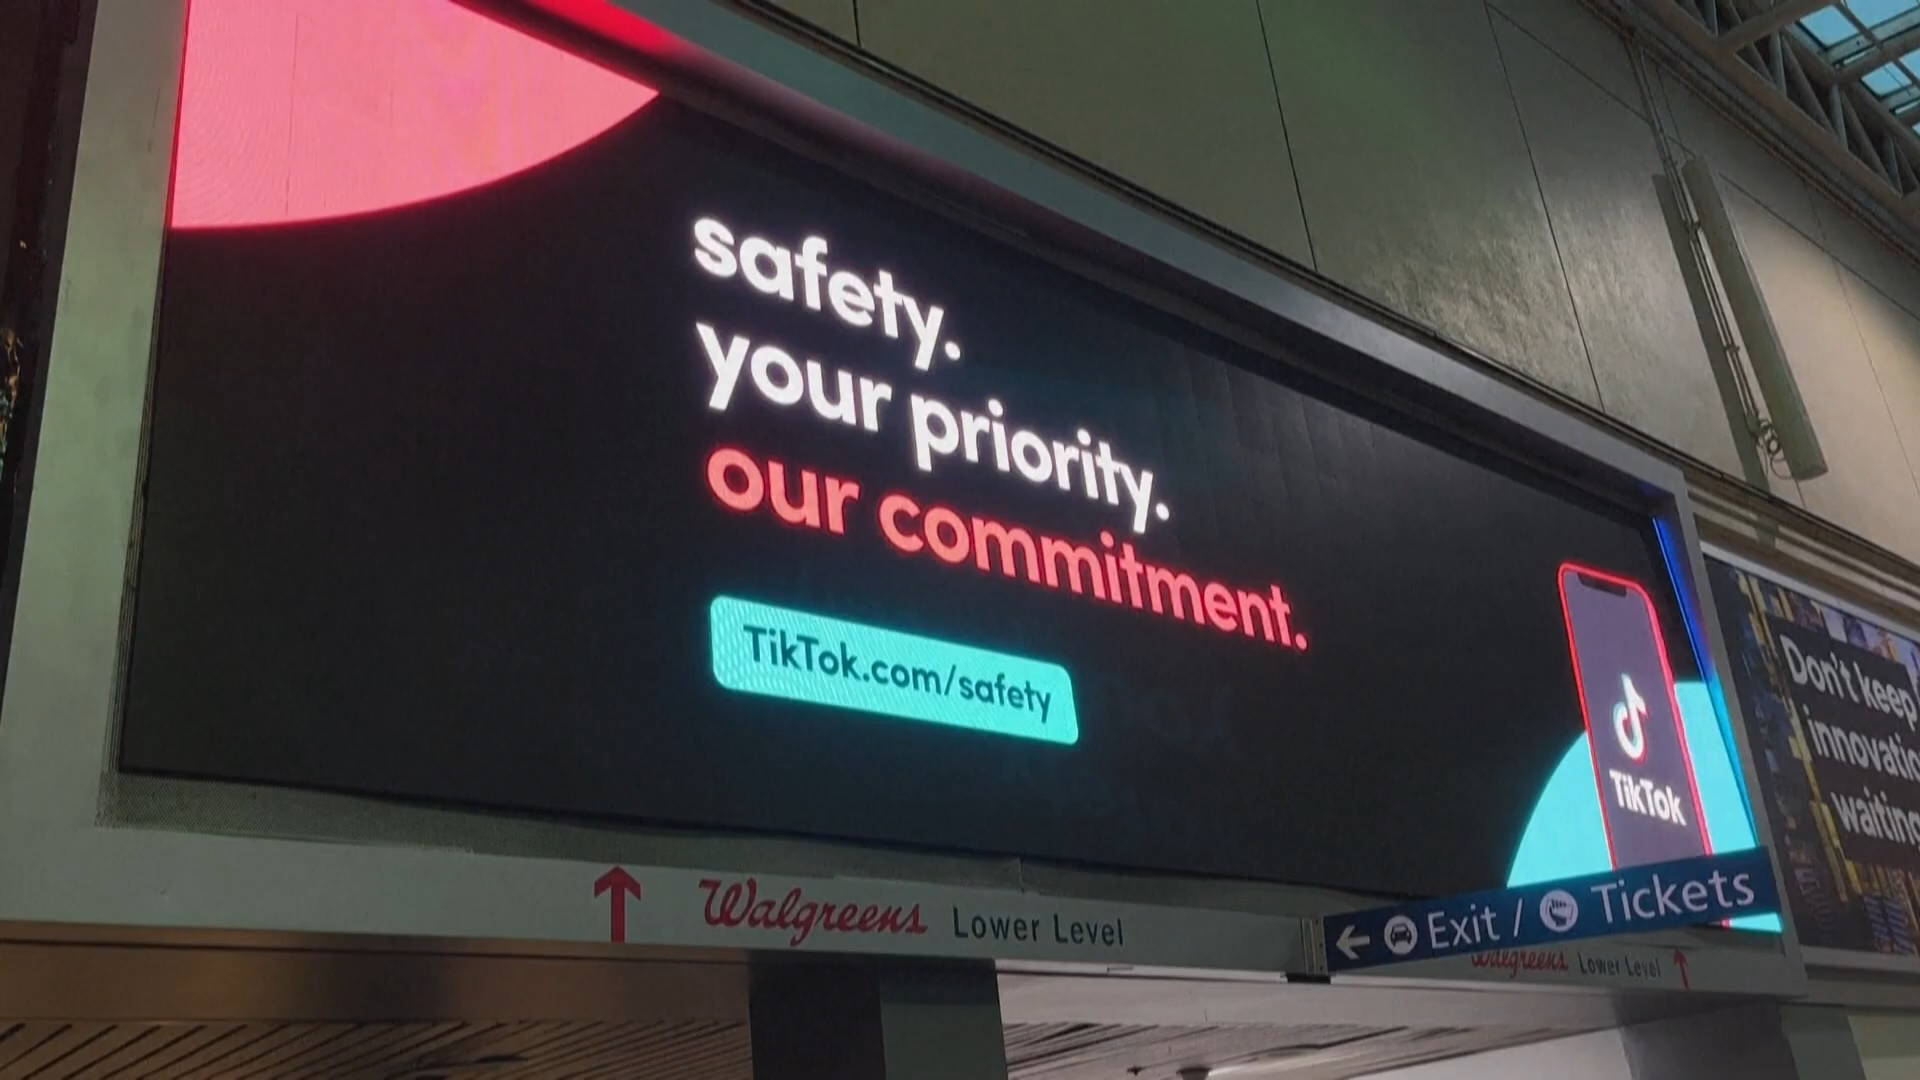 safety.
your priority.
our commitment.
TikTok.com/safety
TikTok
Don't keep
innovatio
waiting
Walgreens Lower Level
Exit / Tickets
Walgreens Lower Level